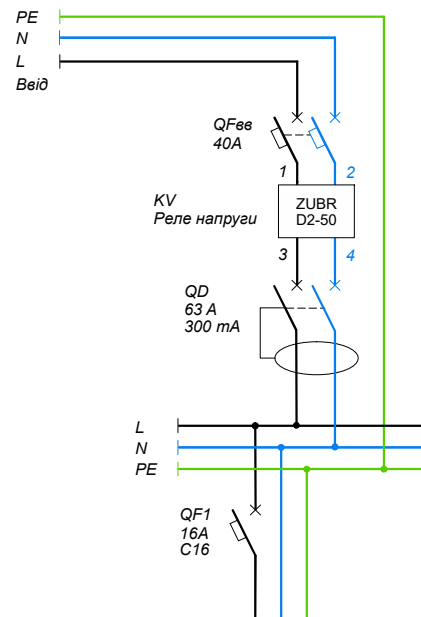 PE
N
L
Ввід
QFвв
40A
1
2
KV
Реле напруги
ZUBR
D2-50
3
4
QD
63 A
300 mA
L
N
PE
QF1
16A
C16